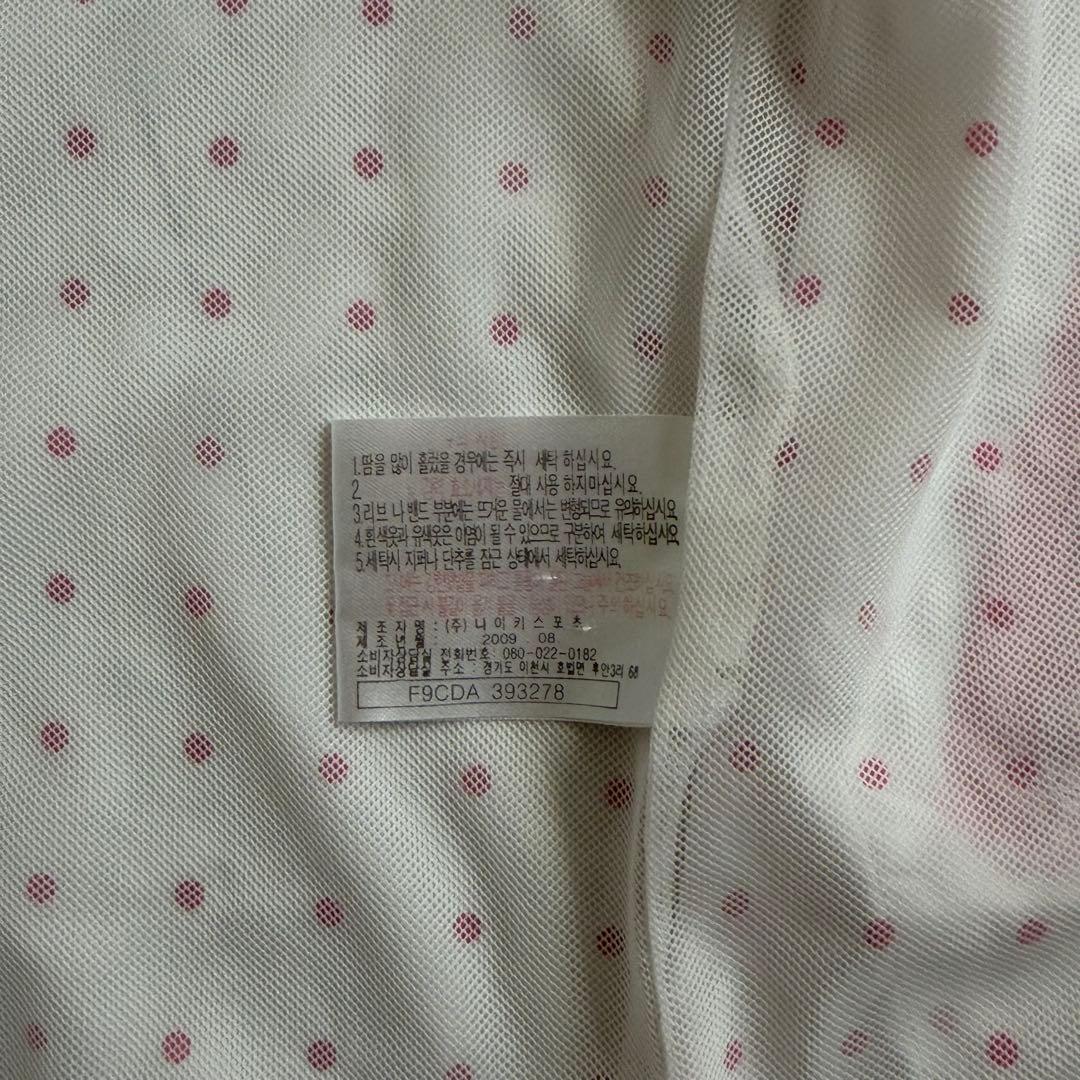 1.땀을 많이 흘렸을 경우에는 즉시 세탁 하십시요.
2. 절대 사용 하지마십시요.
3.리브 나 밴드 부분에는 뜨거운 물에서는 변형되므로 유의하십시요
4.흰색옷과 유색옷은 이염이 될 수 있으므로 구분하여 세탁하십시요.
5.세탁시 지퍼나 단추를 잠근 상태에서 세탁하십시요.
제 조 자 명 : (주) 나 이 키 스 포 츠
제 조 년 월 : 2009 . 08 .
소비자상담실 전화번호: 080-022-0182
소비자상담실 주소 : 경기도 이천시 호법면 후안3리 68
F9CDA 393278